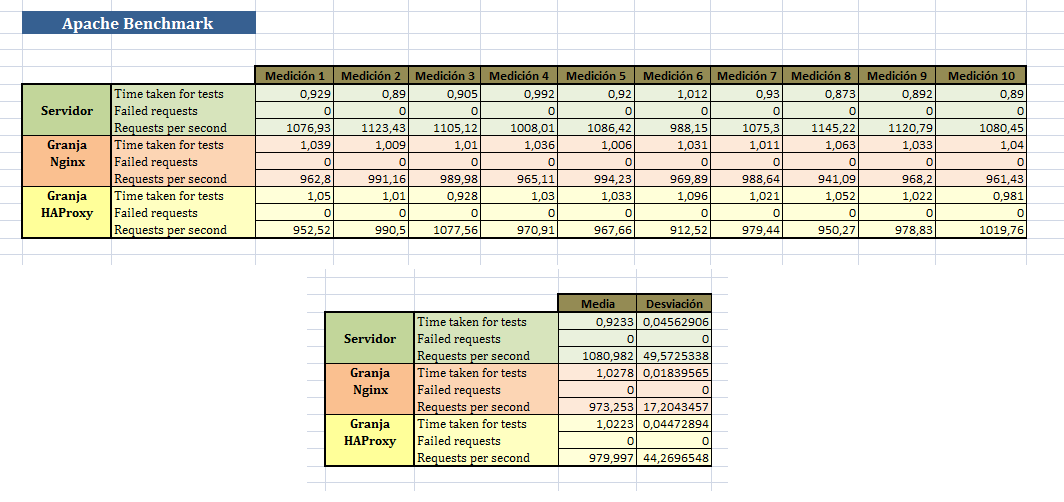 Apache Benchmark
Medición 1 Medición 2 Medición 3 Medición 4 Medición 5 Medición 6 Medición 7 Medición 8 Medición 9 Medición 10
Time taken for tests 0,929 0,89 0,905 0,992 0,92 1,012 0,93 0,873 0,892 0,89
Servidor Failed requests 0 0 0 0 0 0 0 0 0 0
Requests per second 1076,93 1123,43 1105,12 1008,01 1086,42 988,15 1075,3 1145,22 1120,79 1080,45
Granja Time taken for tests 1,039 1,009 1,01 1,036 1,006 1,031 1,011 1,063 1,033 1,04
Nginx Failed requests 0 0 0 0 0 0 0 0 0 0
Requests per second 962,8 991,16 989,98 965,11 994,23 969,89 988,64 941,09 968,2 961,43
Granja Time taken for tests 1,05 1,01 0,928 1,03 1,033 1,096 1,021 1,052 1,022 0,981
HAProxy Failed requests 0 0 0 0 0 0 0 0 0 0
Requests per second 952,52 990,5 1077,56 970,91 967,66 912,52 979,44 950,27 978,83 1019,76
Media Desviación
Time taken for tests 0,9233 0,04562906
Servidor Failed requests 0 0
Requests per second 1080,982 49,5725338
Granja Time taken for tests 1,0278 0,01839565
Nginx Failed requests 0 0
Requests per second 973,253 17,2043457
Granja Time taken for tests 1,0223 0,04472894
HAProxy Failed requests 0 0
Requests per second 979,997 44,2696548